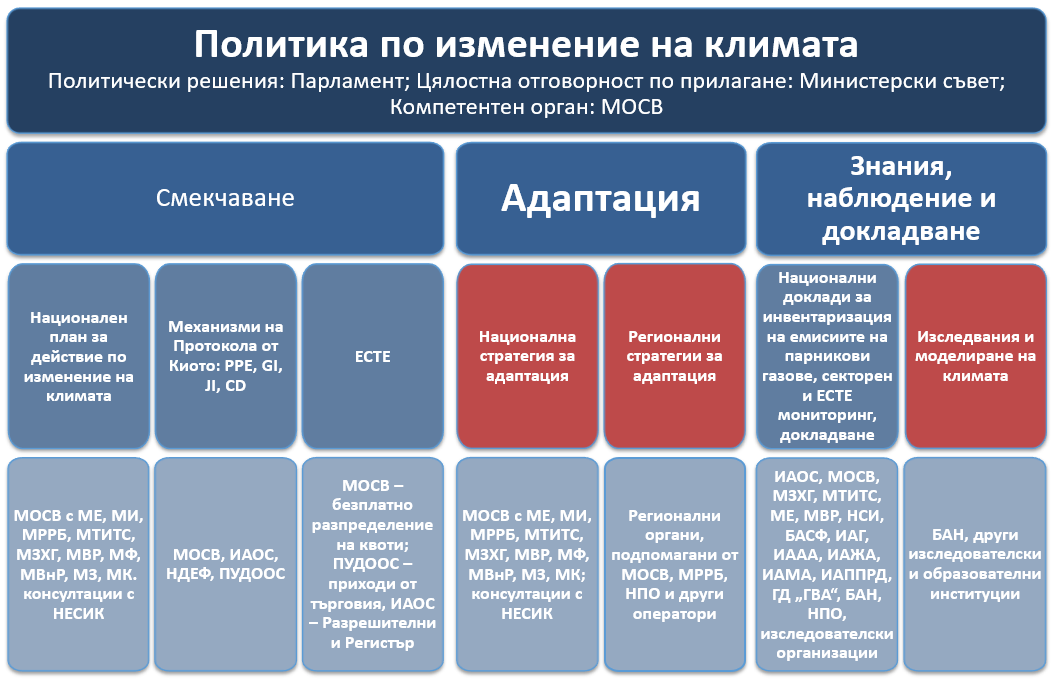 Политика по изменение на климата
Политически решения: Парламент; Цялостна отговорност по прилагане: Министерски съвет;
Компетентен орган: МОСВ
Смекчаване
Адаптация
Знания,
наблюдение и
докладване
Национален
план за
действие по
изменение на
климата
Механизми на
Протокола от
Киото: PPE, GI,
JI, CD
ЕСТЕ
Национална
стратегия за
адаптация
Регионални
стратегии за
адаптация
Национални
доклади за
инвентаризация
на емисиите на
парникови
газове, секторен
и ЕСТЕ
мониторинг,
докладване
Изследвания и
моделиране на
климата
МОСВ с МЕ, МИ,
МРРБ, МТИТС,
МЗХГ, МВР, МФ,
МВнР, МЗ, МК.
консултации с
НЕСИК
МОСВ, ИАОС,
НДЕФ, ПУДООС
МОСВ –
безплатно
разпределение
на квоти;
ПУДООС –
приходи от
търговия, ИАОС
– Разрешителни
и Регистър
МОСВ с МЕ, МИ,
МРРБ, МТИТС,
МЗХГ, МВР, МФ,
МВнР, МЗ, МК;
консултации с
НЕСИК
Регионални
органи,
подпомагани от
МОСВ, МРРБ,
НПО и други
оператори
ИАОС, МОСВ,
МЗХГ, МТИТС,
МЕ, МВР, НСИ,
БАСФ, ИАГ,
ИААА, ИАЖА,
ИАМА, ИАППРД,
ГД „ГВА“, БАН,
НПО,
изследователски
организации
БАН, други
изследователски
и образователни
институции